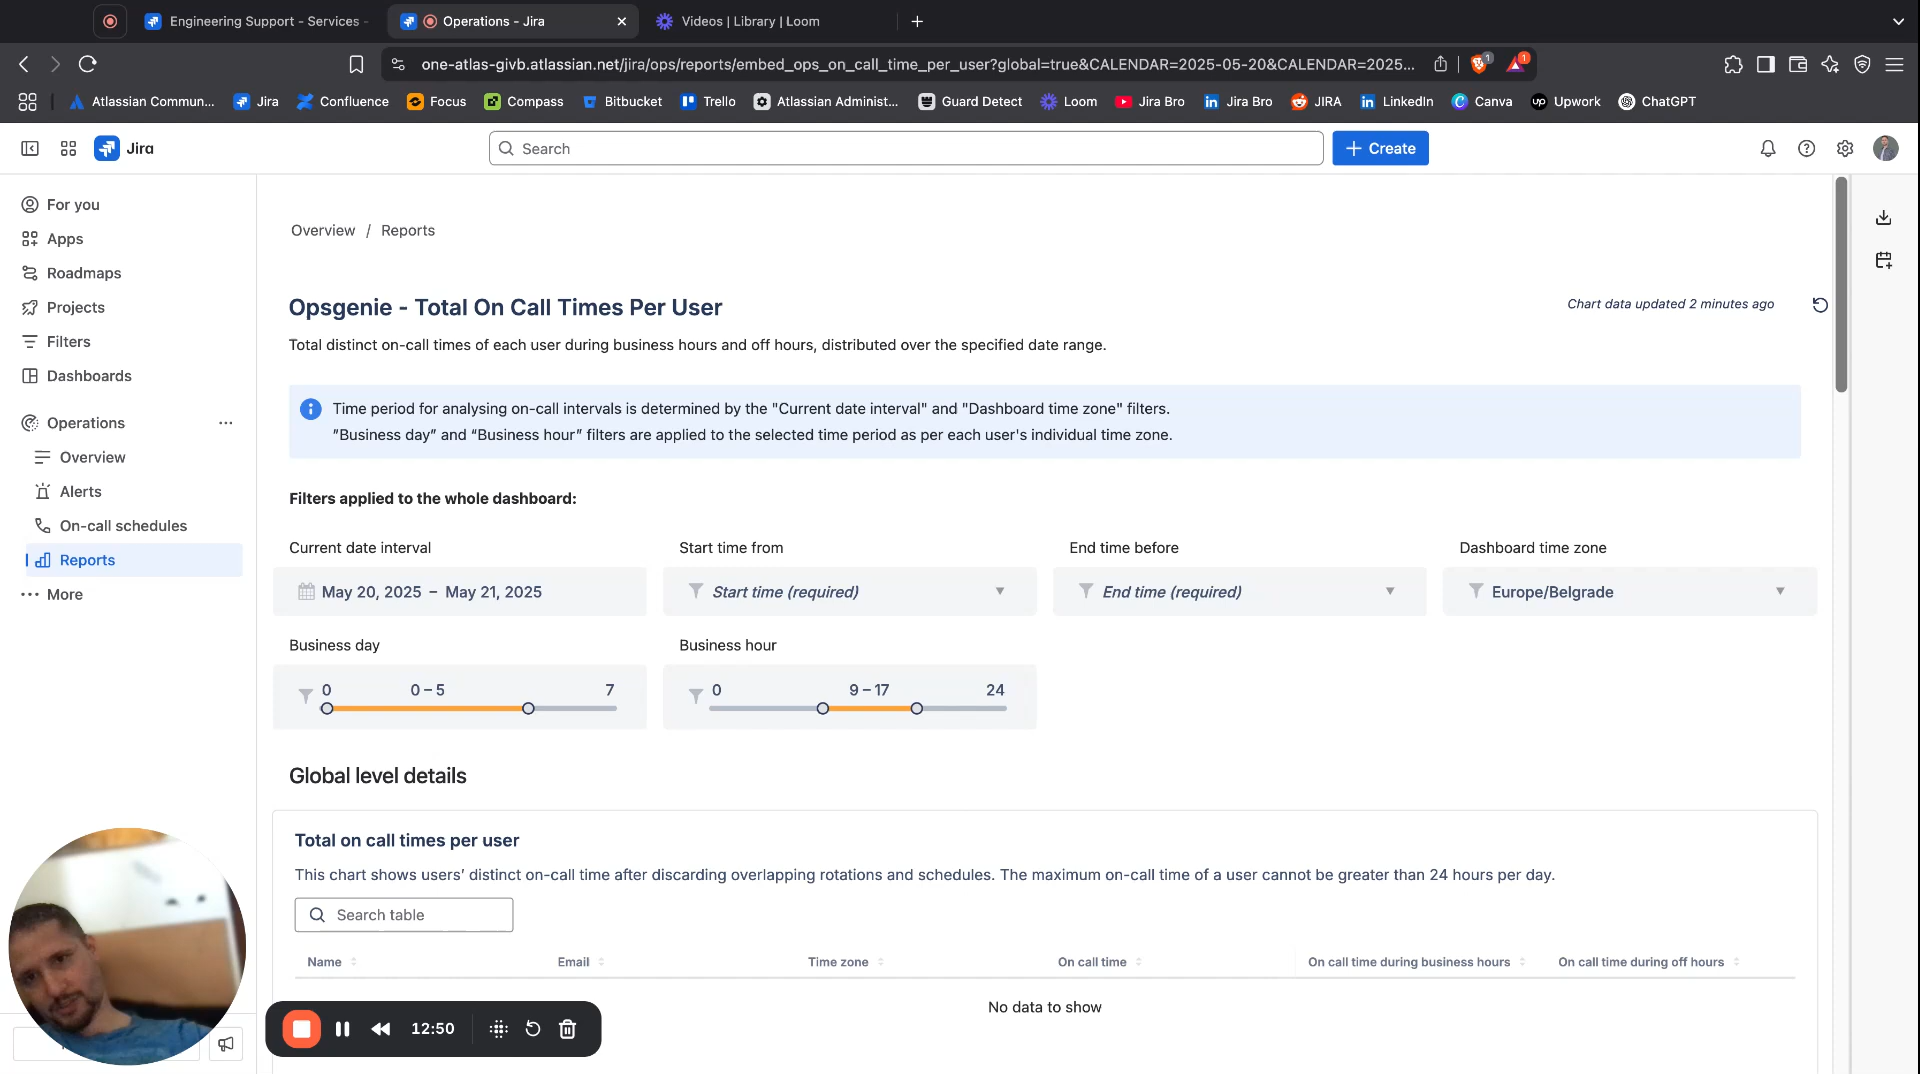 Engineering Support - Services -
Operations - Jira
Videos | Library | Loom
one-atlas-givb.atlassian.net/jira/ops/reports/embed_ops_on_call_time_per_user?global=true&CALENDAR=2025-05-20&CALENDAR=2025...
1
1
Atlassian Commun...
Jira
Confluence
Focus
Compass
Bitbucket
Trello
Atlassian Administ...
Guard Detect
Loom
Jira Bro
Jira Bro
JIRA
LinkedIn
Canva
Upwork
ChatGPT
Jira
Search
Create
For you
Apps
Roadmaps
Projects
Filters
Dashboards
Operations
Overview
Alerts
On-call schedules
Reports
More
Overview / Reports
Opsgenie - Total On Call Times Per User
Chart data updated 2 minutes ago
Total distinct on-call times of each user during business hours and off hours, distributed over the specified date range.
Time period for analysing on-call intervals is determined by the "Current date interval" and "Dashboard time zone" filters.
"Business day" and “Business hour” filters are applied to the selected time period as per each user's individual time zone.
Filters applied to the whole dashboard:
Current date interval
Start time from
End time before
Dashboard time zone
May 20, 2025 – May 21, 2025
Start time (required)
End time (required)
Europe/Belgrade
Business day
Business hour
0 0 – 5 7
0 9 – 17 24
Global level details
Total on call times per user
This chart shows users’ distinct on-call time after discarding overlapping rotations and schedules. The maximum on-call time of a user cannot be greater than 24 hours per day.
Search table
Name
Email
Time zone
On call time
On call time during business hours
On call time during off hours
No data to show
12:50